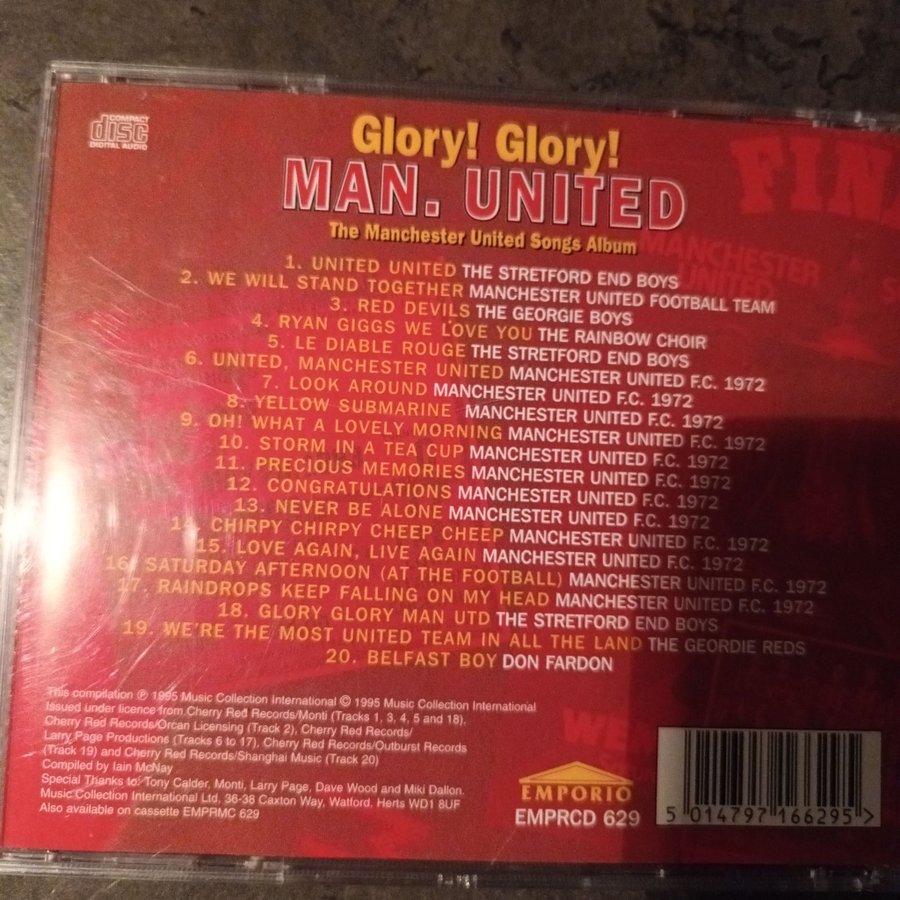 COMPACT
disc
DIGITAL AUDIO
Glory! Glory!
MAN. UNITED
The Manchester United Songs Album
FINA
MANCHESTER
UNITED
S
1. UNITED UNITED THE STRETFORD END BOYS
2. WE WILL STAND TOGETHER MANCHESTER UNITED FOOTBALL TEAM
3. RED DEVILS THE GEORGIE BOYS
4. RYAN GIGGS WE LOVE YOU THE RAINBOW CHOIR
5. LE DIABLE ROUGE THE STRETFORD END BOYS
6. UNITED, MANCHESTER UNITED MANCHESTER UNITED F.C. 1972
7. LOOK AROUND MANCHESTER UNITED F.C. 1972
8. YELLOW SUBMARINE MANCHESTER UNITED F.C. 1972
9. OH! WHAT A LOVELY MORNING MANCHESTER UNITED F.C. 1972
10. STORM IN A TEA CUP MANCHESTER UNITED F.C. 1972
11. PRECIOUS MEMORIES MANCHESTER UNITED F.C. 1972
12. CONGRATULATIONS MANCHESTER UNITED F.C. 1972
13. NEVER BE ALONE MANCHESTER UNITED F.C. 1972
14. CHIRPY CHIRPY CHEEP CHEEP MANCHESTER UNITED F.C. 1972
15. LOVE AGAIN, LIVE AGAIN MANCHESTER UNITED F.C. 1972
16. SATURDAY AFTERNOON (AT THE FOOTBALL) MANCHESTER UNITED F.C. 1972
17. RAINDROPS KEEP FALLING ON MY HEAD MANCHESTER UNITED F.C. 1972
18. GLORY GLORY MAN UTD THE STRETFORD END BOYS
19. WE'RE THE MOST UNITED TEAM IN ALL THE LAND THE GEORDIE REDS
20. BELFAST BOY DON FARDON
This compilation ℗ 1995 Music Collection International © 1995 Music Collection International
Issued under licence from Cherry Red Records/Monti (Tracks 1, 3, 4, 5 and 18),
Cherry Red Records/Orcan Licensing (Track 2), Cherry Red Records/
Larry Page Productions (Tracks 6 to 17), Cherry Red Records/Outburst Records
(Track 19) and Cherry Red Records/Shanghai Music (Track 20)
Compiled by Iain McNay
Special Thanks to: Tony Calder, Monti, Larry Page, Dave Wood and Miki Dallon.
Music Collection International Ltd, 36-38 Caxton Way, Watford. Herts WD1 8UF
Also available on cassette EMPRMC 629
EMPORIO
EMPRCD 629
5 014797 166295 >